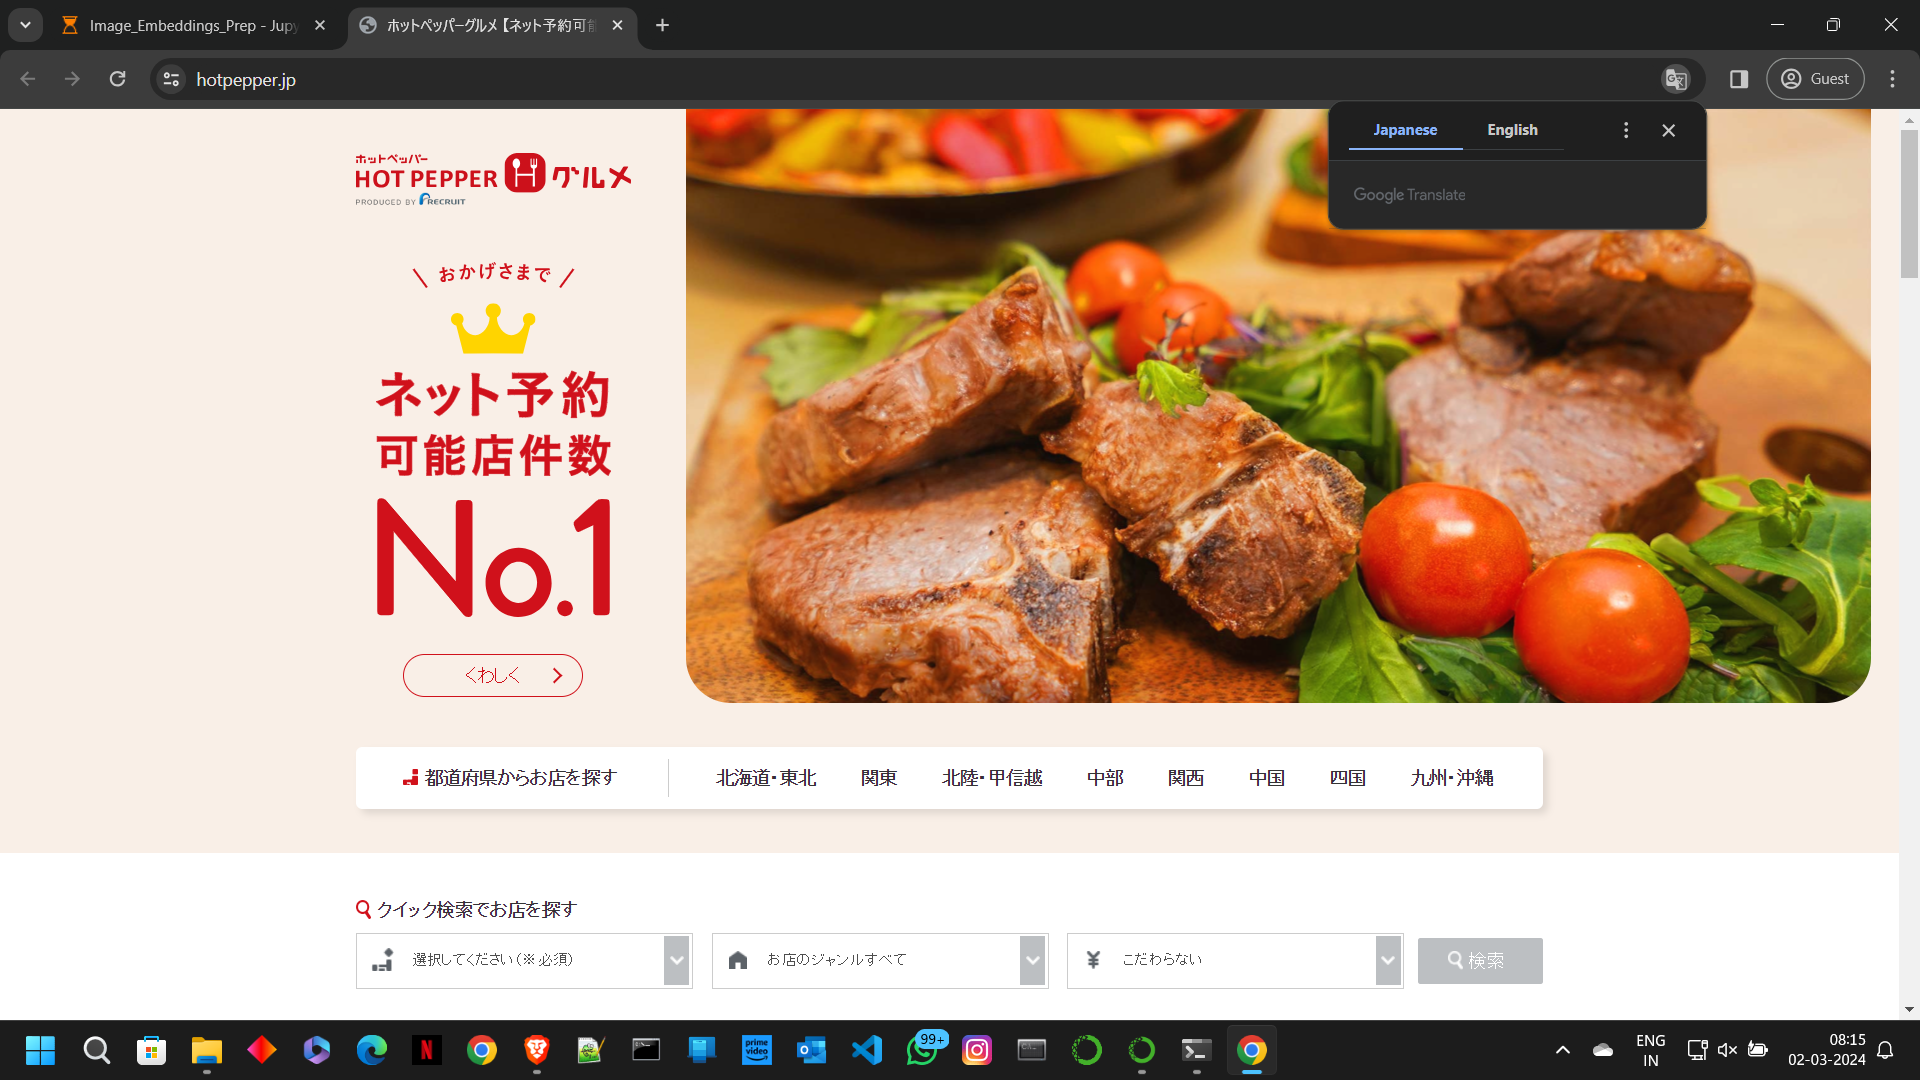 Image_Embeddings_Prep - Jupy
ホットペッパーグルメ【ネット予約可能
hotpepper.jp
Guest
Japanese English
Google Translate
ホットペッパー
HOT PEPPER グルメ
PRODUCED BY RECRUIT
おかげさまで
ネット予約
可能店件数
No.1
くわしく
都道府県からお店を探す 北海道・東北 関東 北陸・甲信越 中部 関西 中国 四国 九州・沖縄
クイック検索でお店を探す
選択してください(※必須) お店のジャンルすべて ¥ こだわらない 検索
prime video
99+
ENG
IN
08:15
02-03-2024